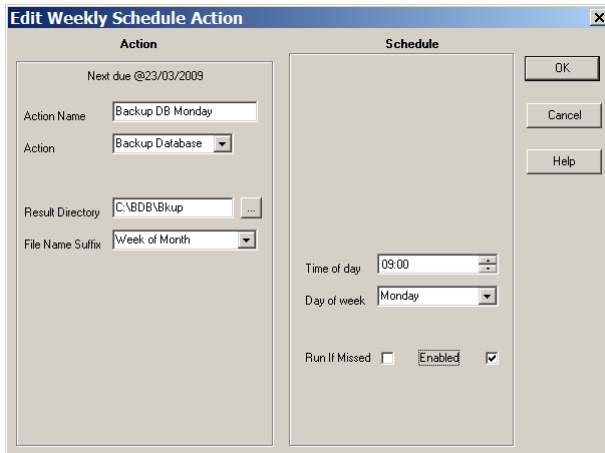 Edit Weekly Schedule Action
Action
Next due @23/03/2009
Action Name
Backup DB Monday
Action
Backup Database
Result Directory
C:\BDB\Bkup
...
File Name Suffix
Week of Month
Schedule
Time of day
09:00
Day of week
Monday
Run If Missed
Enabled
OK
Cancel
Help